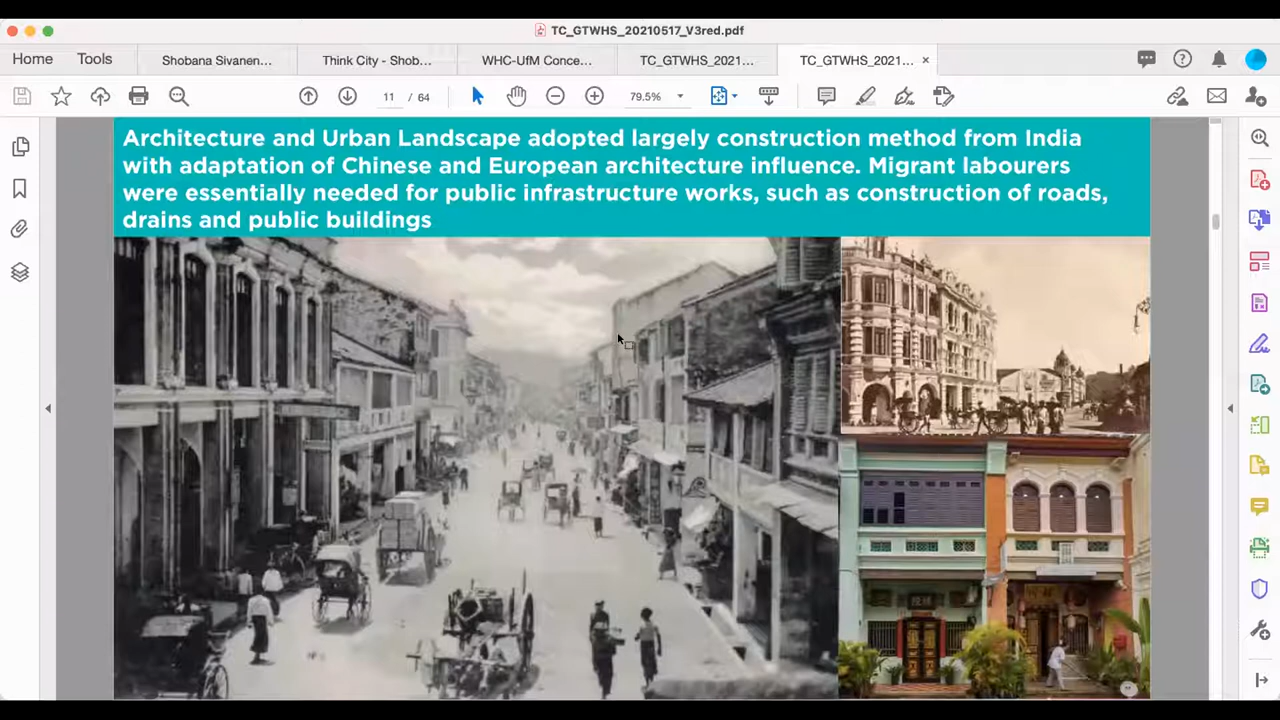 TC_GTWHS_20210517_V3red.pdf
Home
Tools
Shobana Sivanen...
Think City - Shob...
WHC-UfM Conce...
TC_GTWHS_2021...
TC_GTWHS_2021...
11 / 64
79.5%
Architecture and Urban Landscape adopted largely construction method from India
with adaptation of Chinese and European architecture influence. Migrant labourers
were essentially needed for public infrastructure works, such as construction of roads,
drains and public buildings